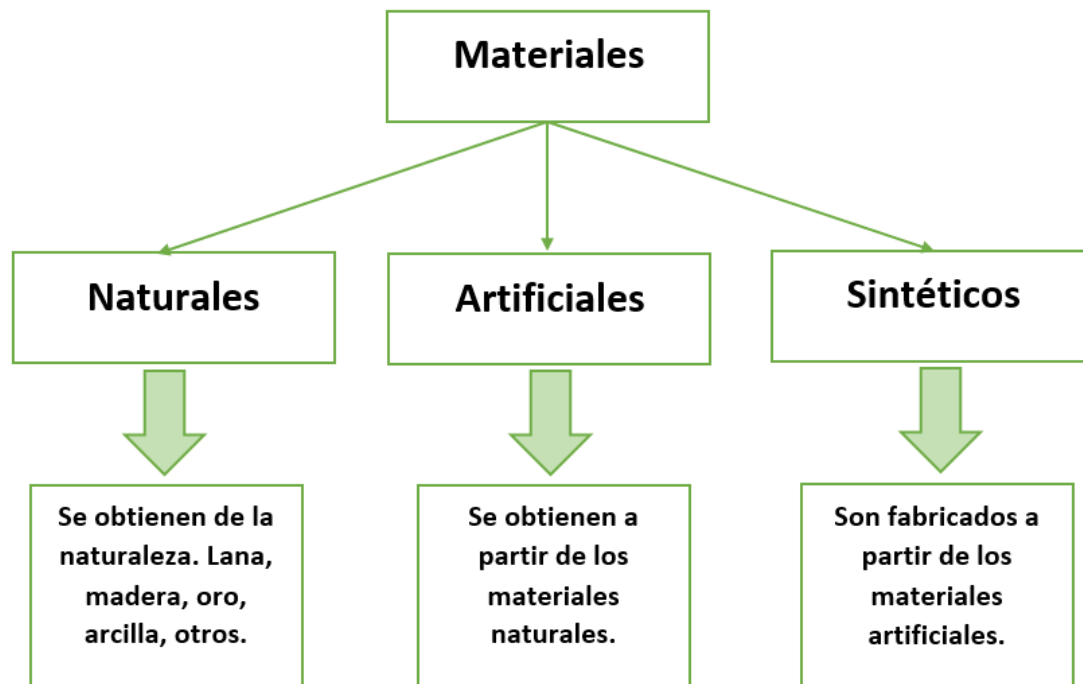 Materiales
Naturales
Artificiales
Sintéticos
Se obtienen de la
naturaleza. Lana,
madera, oro,
arcilla, otros.
Se obtienen a
partir de los
materiales
naturales.
Son fabricados a
partir de los
materiales
artificiales.